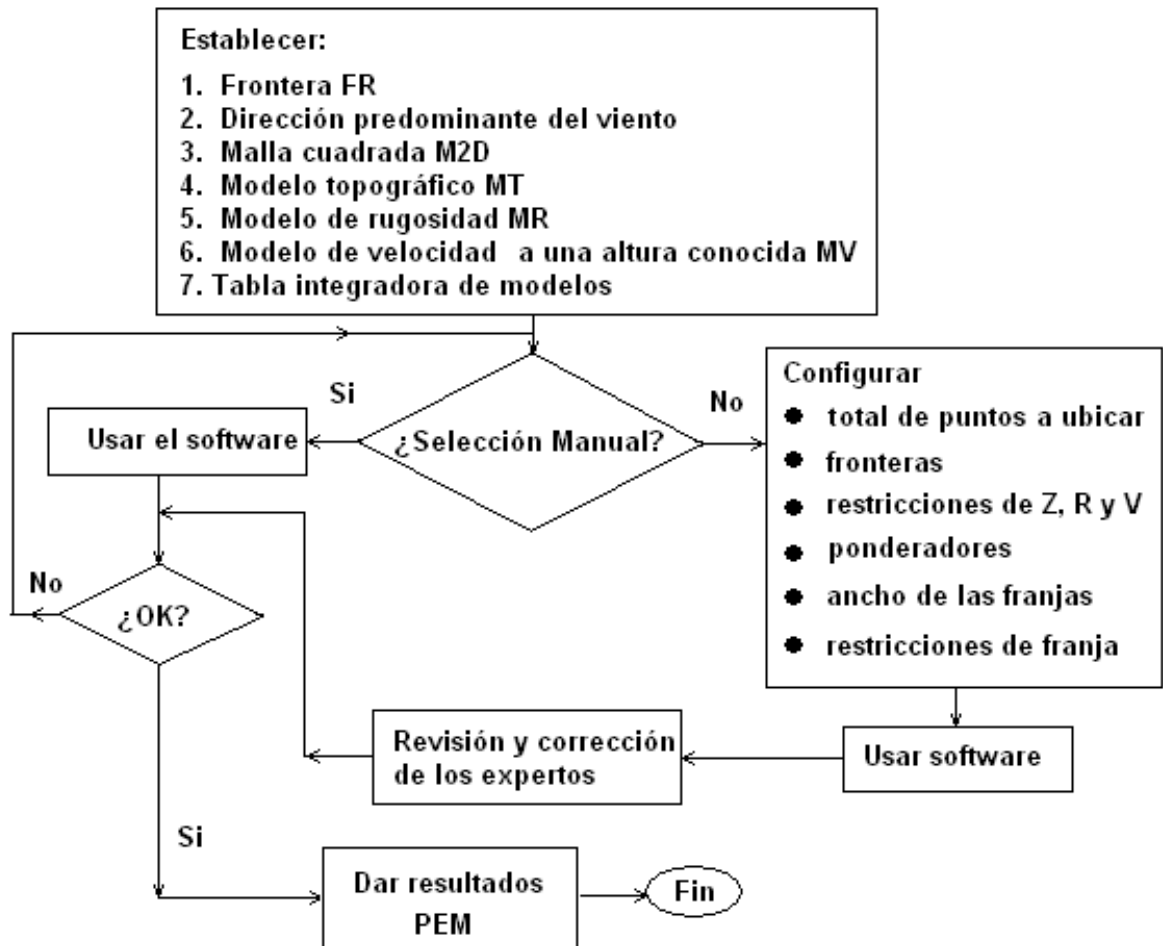 Establecer:
1. Frontera FR
2. Dirección predominante del viento
3. Malla cuadrada M2D
4. Modelo topográfico MT
5. Modelo de rugosidad MR
6. Modelo de velocidad a una altura conocida MV
7. Tabla integradora de modelos
Si
¿Selección Manual?
No
Usar el software
Configurar
● total de puntos a ubicar
● fronteras
● restricciones de Z, R y V
● ponderadores
● ancho de las franjas
● restricciones de franja
No
¿OK?
Revisión y corrección
de los expertos
Usar software
Si
Dar resultados
PEM
Fin